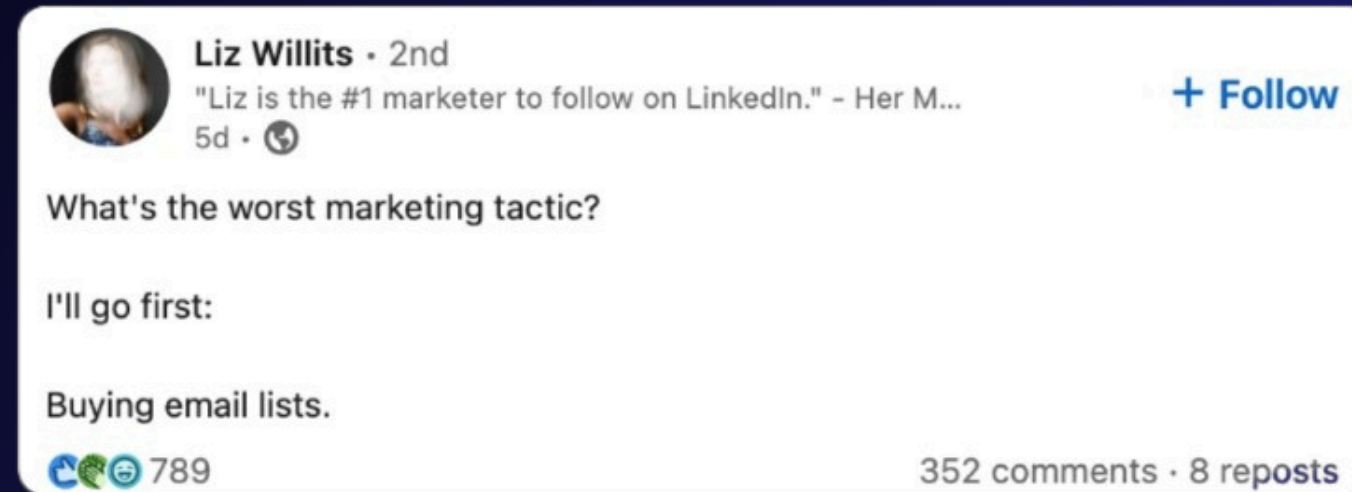 Liz Willits · 2nd
"Liz is the #1 marketer to follow on LinkedIn." - Her M...
+ Follow
5d ·
What's the worst marketing tactic?
I'll go first:
Buying email lists.
789
352 comments · 8 reposts